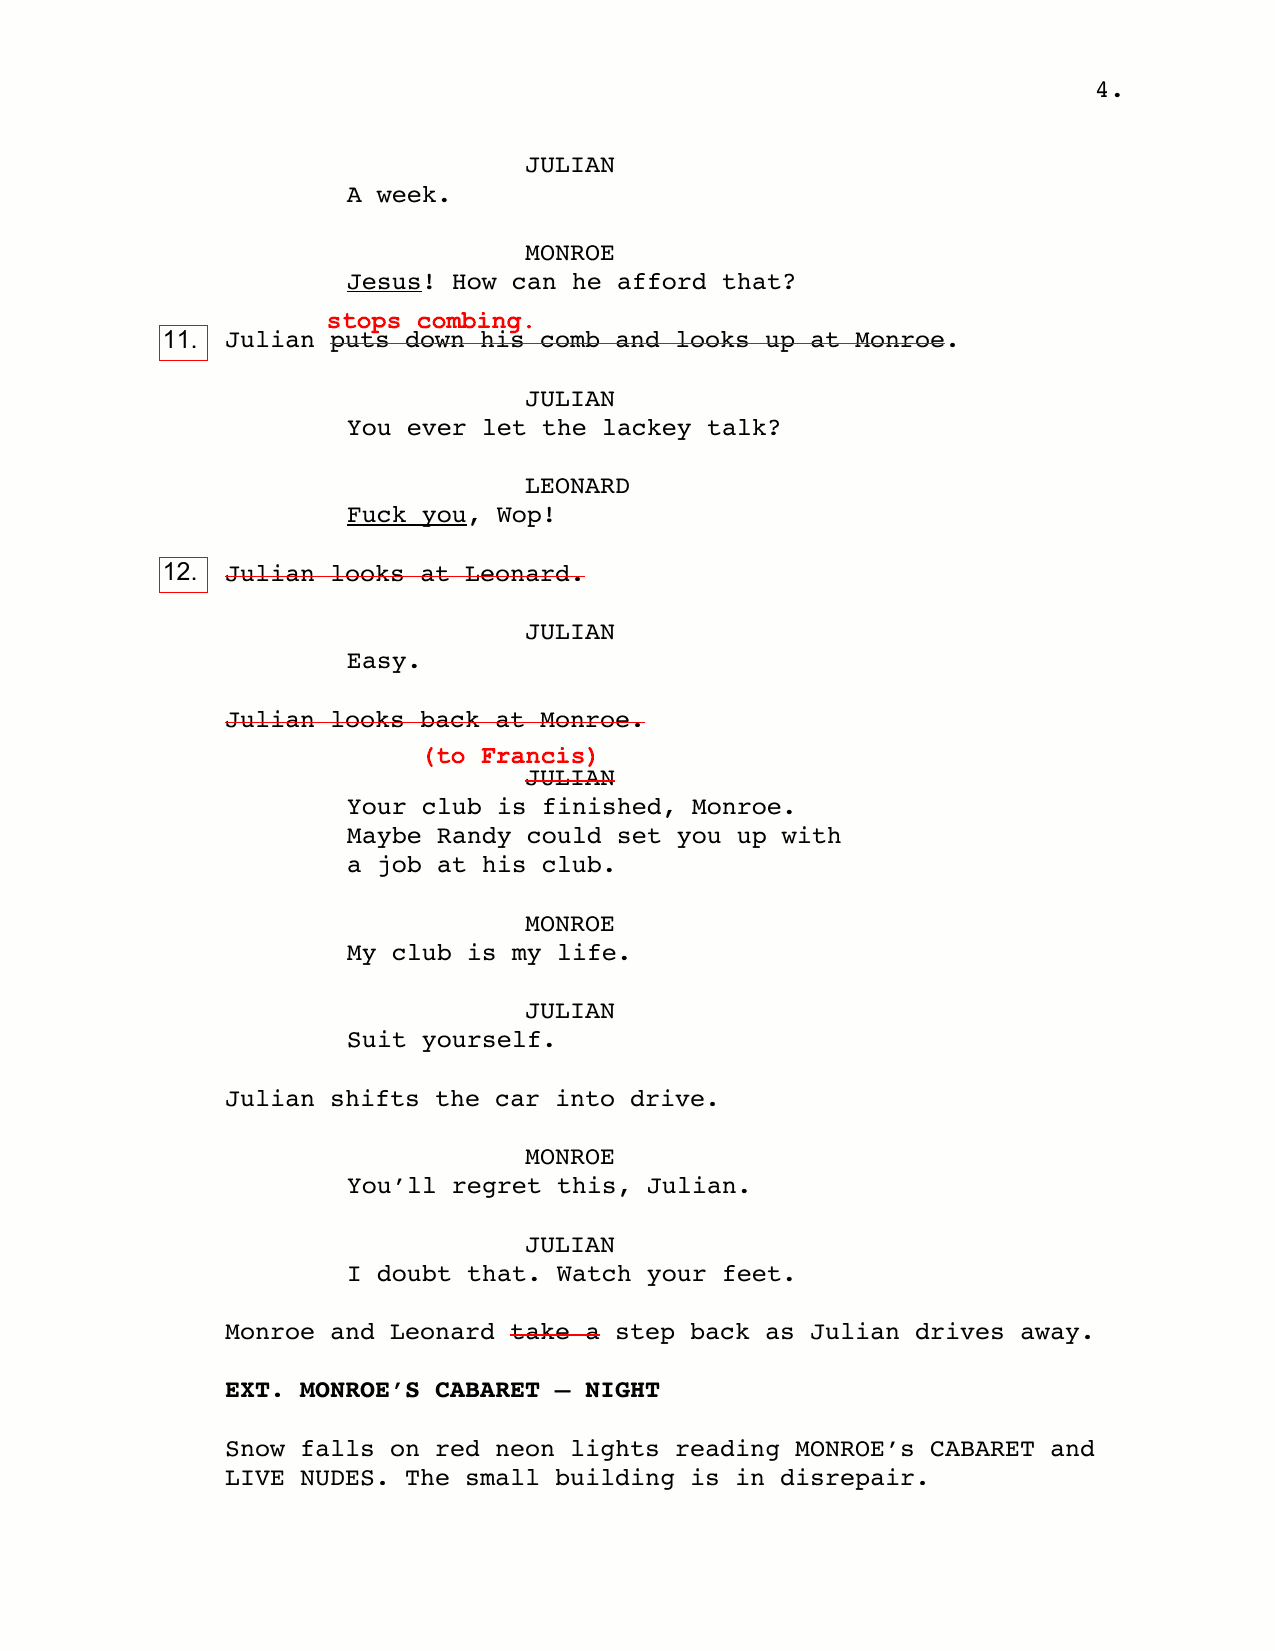 4.
JULIAN
A week.
MONROE
Jesus! How can he afford that?
stops combing.
11. Julian puts down his comb and looks up at Monroe.
JULIAN
You ever let the lackey talk?
LEONARD
Fuck you, Wop!
12. Julian looks at Leonard.
JULIAN
Easy.
Julian looks back at Monroe.
(to Francis)
JULIAN
Your club is finished, Monroe.
Maybe Randy could set you up with
a job at his club.
MONROE
My club is my life.
JULIAN
Suit yourself.
Julian shifts the car into drive.
MONROE
You’ll regret this, Julian.
JULIAN
I doubt that. Watch your feet.
Monroe and Leonard take a step back as Julian drives away.
EXT. MONROE’S CABARET – NIGHT
Snow falls on red neon lights reading MONROE’s CABARET and
LIVE NUDES. The small building is in disrepair.